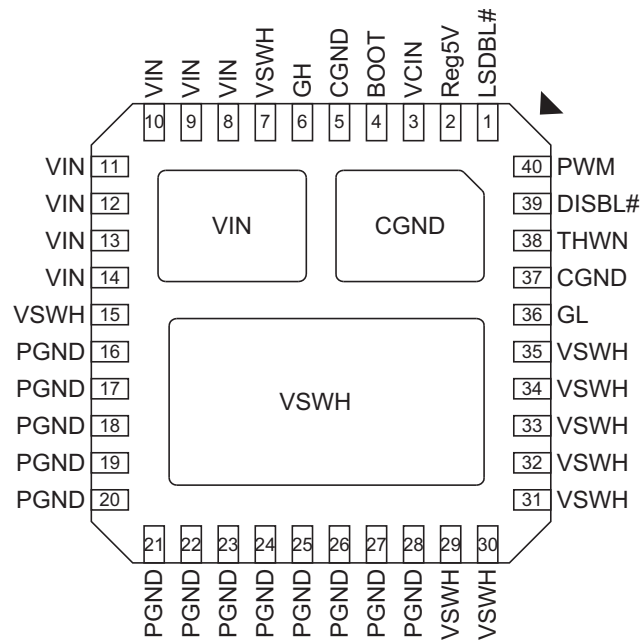 VIN
VIN
VIN
VSWH
GH
CGND
BOOT
VCIN
Reg5V
LSDBL#
10
9
8
7
6
5
4
3
2
1
VIN 11
VIN 12
VIN 13
VIN 14
VSWH 15
PGND 16
PGND 17
PGND 18
PGND 19
PGND 20
VIN
CGND
VSWH
40 PWM
39 DISBL#
38 THWN
37 CGND
36 GL
35 VSWH
34 VSWH
33 VSWH
32 VSWH
31 VSWH
21
22
23
24
25
26
27
28
29
30
PGND
PGND
PGND
PGND
PGND
PGND
PGND
PGND
VSWH
VSWH